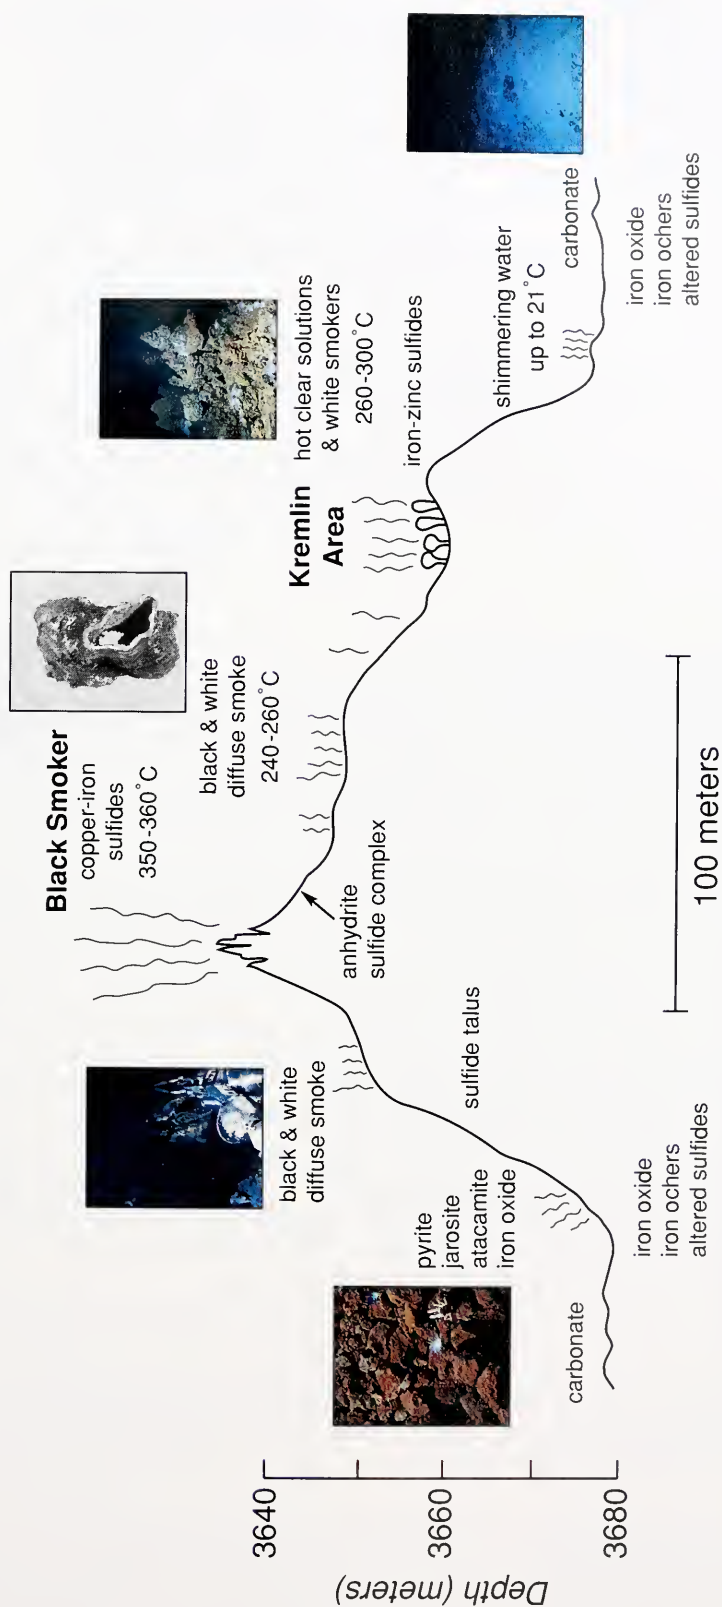 Black Smoker
copper-iron
sulfides
350-360°C
black & white
diffuse smoke
240-260°C
Kremlin
Area
hot clear solutions
& white smokers
260-300°C
iron-zinc sulfides
shimmering water
up to 21°C
carbonate
iron oxide
iron ochers
altered sulfides
black & white
diffuse smoke
anhydrite
sulfide complex
sulfide talus
pyrite
jarosite
atacamite
iron oxide
carbonate
iron oxide
iron ochers
altered sulfides
100 meters
3640
3660
3680
Depth (meters)